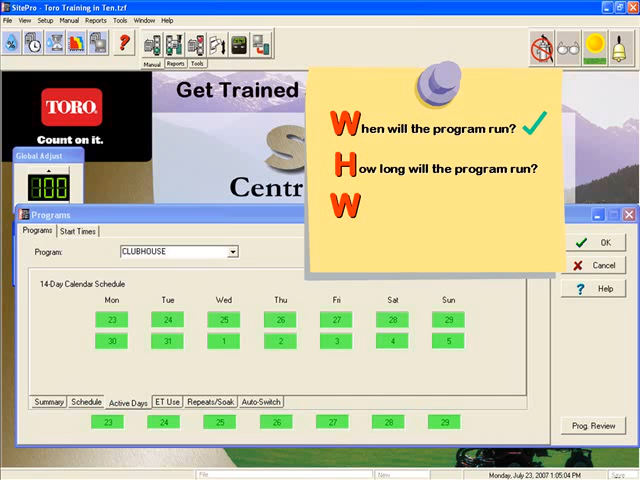 SitePro - Toro Training in Ten.tzf
File View Setup Manual Reports Tools Window Help
Manual Reports Tools
TORO
Count on it.
Get Trained
S
Centr
Global Adjust
100
When will the program run?
How long will the program run?
W
Programs
Programs Start Times
Program: CLUBHOUSE
OK
Cancel
Help
14-Day Calendar Schedule
Mon Tue Wed Thu Fri Sat Sun
23 24 25 26 27 28 29
30 31 1 2 3 4 5
Summary Schedule Active Days ET Use Repeats/Soak Auto-Switch
23 24 25 26 27 28 29
Prog. Review
File New Monday, July 23, 2007 1:05:04 PM Save